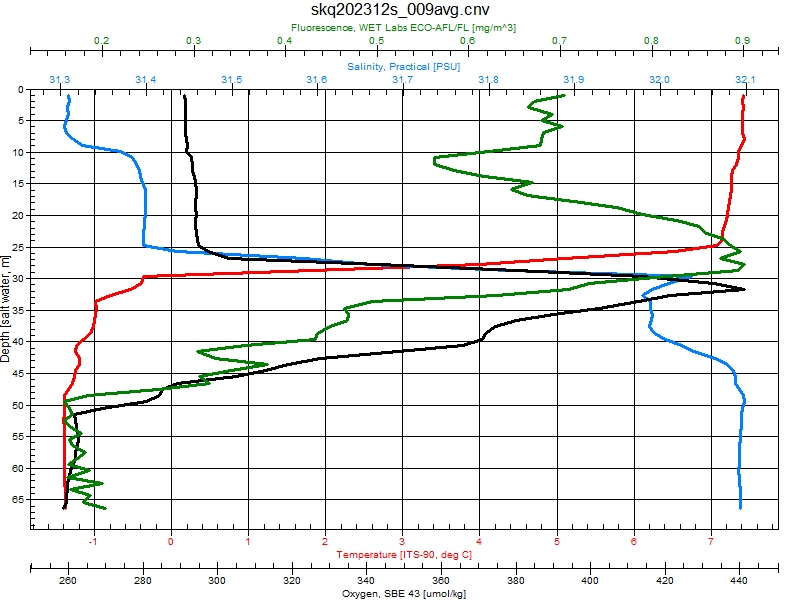 skq202312s_009avg.cnv
Fluorescence, WET Labs ECO-AFL/FL [mg/m^3]
0.2 0.3 0.4 0.5 0.6 0.7 0.8 0.9
Salinity, Practical [PSU]
31.3 31.4 31.5 31.6 31.7 31.8 31.9 32.0 32.1
0
5
10
15
20
25
30
35
40
45
50
55
60
65
Depth [salt water, m]
-1 0 1 2 3 4 5 6 7
Temperature [ITS-90, deg C]
260 280 300 320 340 360 380 400 420 440
Oxygen, SBE 43 [umol/kg]